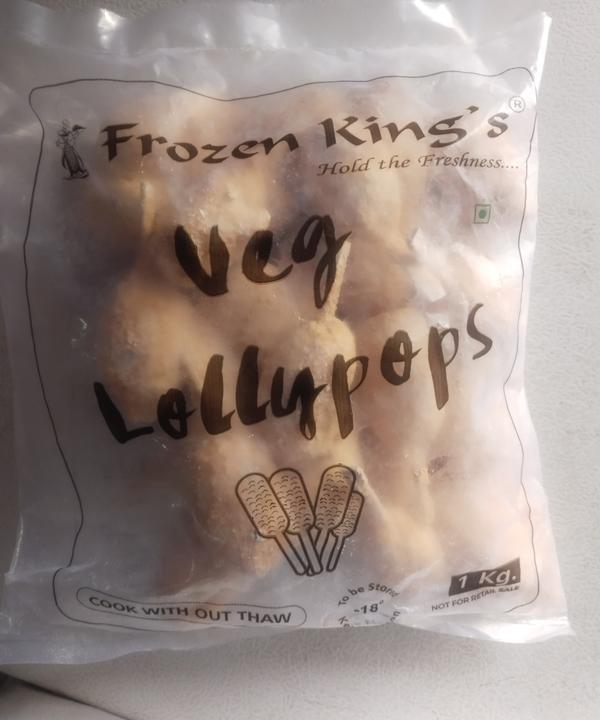 Frozen King's®
Hold the Freshness....
Veg
Lollypops
COOK WITH OUT THAW
To be Stored
-18°
1 Kg.
NOT FOR RETAIL SALE